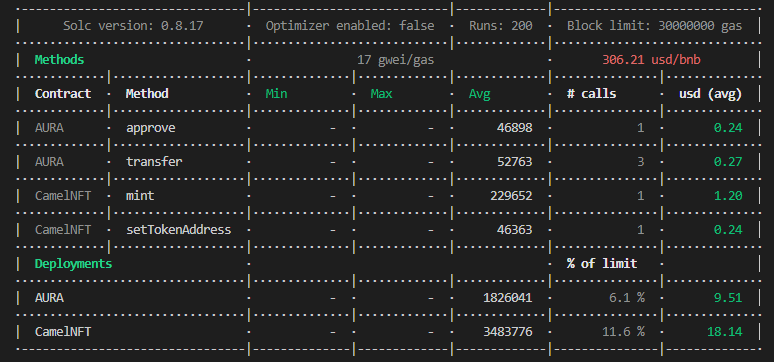 Solc version: 0.8.17 · Optimizer enabled: false · Runs: 200 · Block limit: 30000000 gas
Methods · 17 gwei/gas · 306.21 usd/bnb
Contract · Method · Min · Max · Avg · # calls · usd (avg)
AURA · approve · - · - · 46898 · 1 · 0.24
AURA · transfer · - · - · 52763 · 3 · 0.27
CamelNFT · mint · - · - · 229652 · 1 · 1.20
CamelNFT · setTokenAddress · - · - · 46363 · 1 · 0.24
Deployments · % of limit ·
AURA · - · - · 1826041 · 6.1 % · 9.51
CamelNFT · - · - · 3483776 · 11.6 % · 18.14